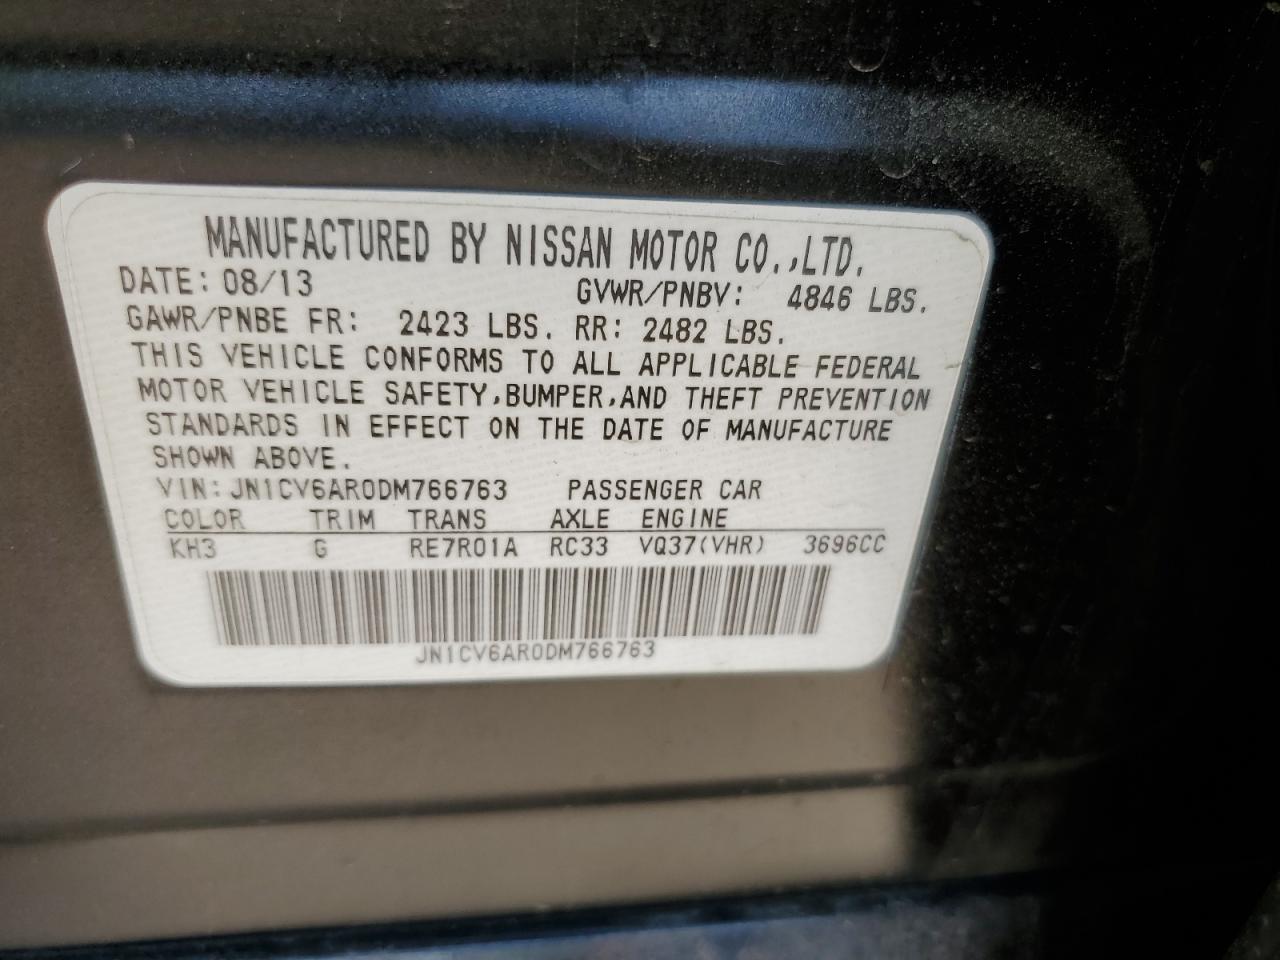 MANUFACTURED BY NISSAN MOTOR CO.,LTD.
DATE: 08/13 GVWR/PNBV: 4846 LBS.
GAWR/PNBE FR: 2423 LBS. RR: 2482 LBS.
THIS VEHICLE CONFORMS TO ALL APPLICABLE FEDERAL
MOTOR VEHICLE SAFETY,BUMPER,AND THEFT PREVENTION
STANDARDS IN EFFECT ON THE DATE OF MANUFACTURE
SHOWN ABOVE.
VIN: JN1CV6AR0DM766763 PASSENGER CAR
COLOR TRIM TRANS AXLE ENGINE
KH3 G RE7R01A RC33 VQ37(VHR) 3696CC
JN1CV6AR0DM766763